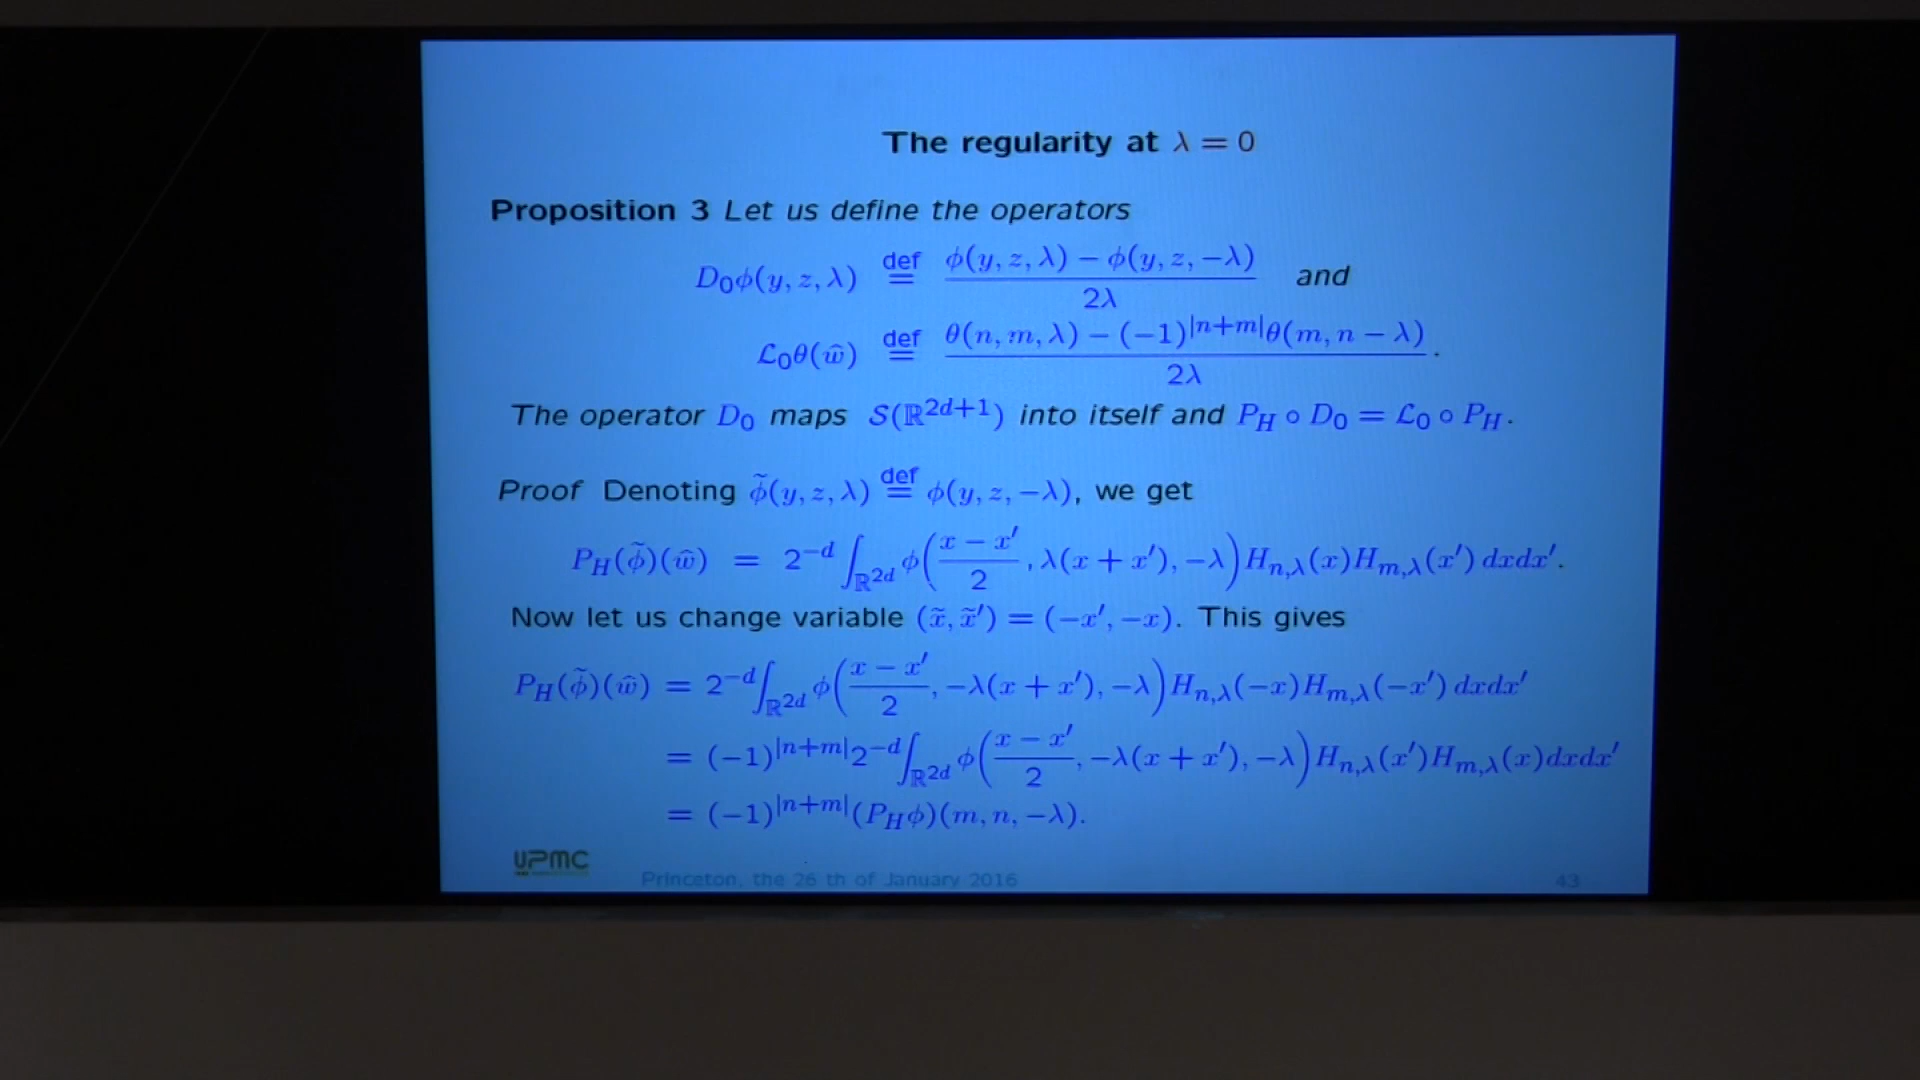 The regularity at λ = 0
Proposition 3 Let us define the operators
D₀ϕ(y, z, λ) def= (ϕ(y, z, λ) − ϕ(y, z, −λ)) / 2λ and
ℒ₀θ(ŵ) def= (θ(n, m, λ) − (−1)^{|n+m|}θ(m, n − λ)) / 2λ .
The operator D₀ maps 𝒮(ℝ^{2d+1}) into itself and P_H ∘ D₀ = ℒ₀ ∘ P_H.
Proof Denoting ϕ̃(y, z, λ) def= ϕ(y, z, −λ), we get
P_H(ϕ̃)(ŵ) = 2^{−d} ∫_{ℝ^{2d}} ϕ((x − x′)/2, λ(x + x′), −λ) H_{n,λ}(x)H_{m,λ}(x′) dxdx′.
Now let us change variable (x̃, x̃′) = (−x′, −x). This gives
P_H(ϕ̃)(ŵ) = 2^{−d} ∫_{ℝ^{2d}} ϕ((x − x′)/2, −λ(x + x′), −λ) H_{n,λ}(−x)H_{m,λ}(−x′) dxdx′
= (−1)^{|n+m|} 2^{−d} ∫_{ℝ^{2d}} ϕ((x − x′)/2, −λ(x + x′), −λ) H_{n,λ}(x′)H_{m,λ}(x)dxdx′
= (−1)^{|n+m|}(P_Hϕ)(m, n, −λ).
UPMC
Princeton, the 26 th of January 2016
43